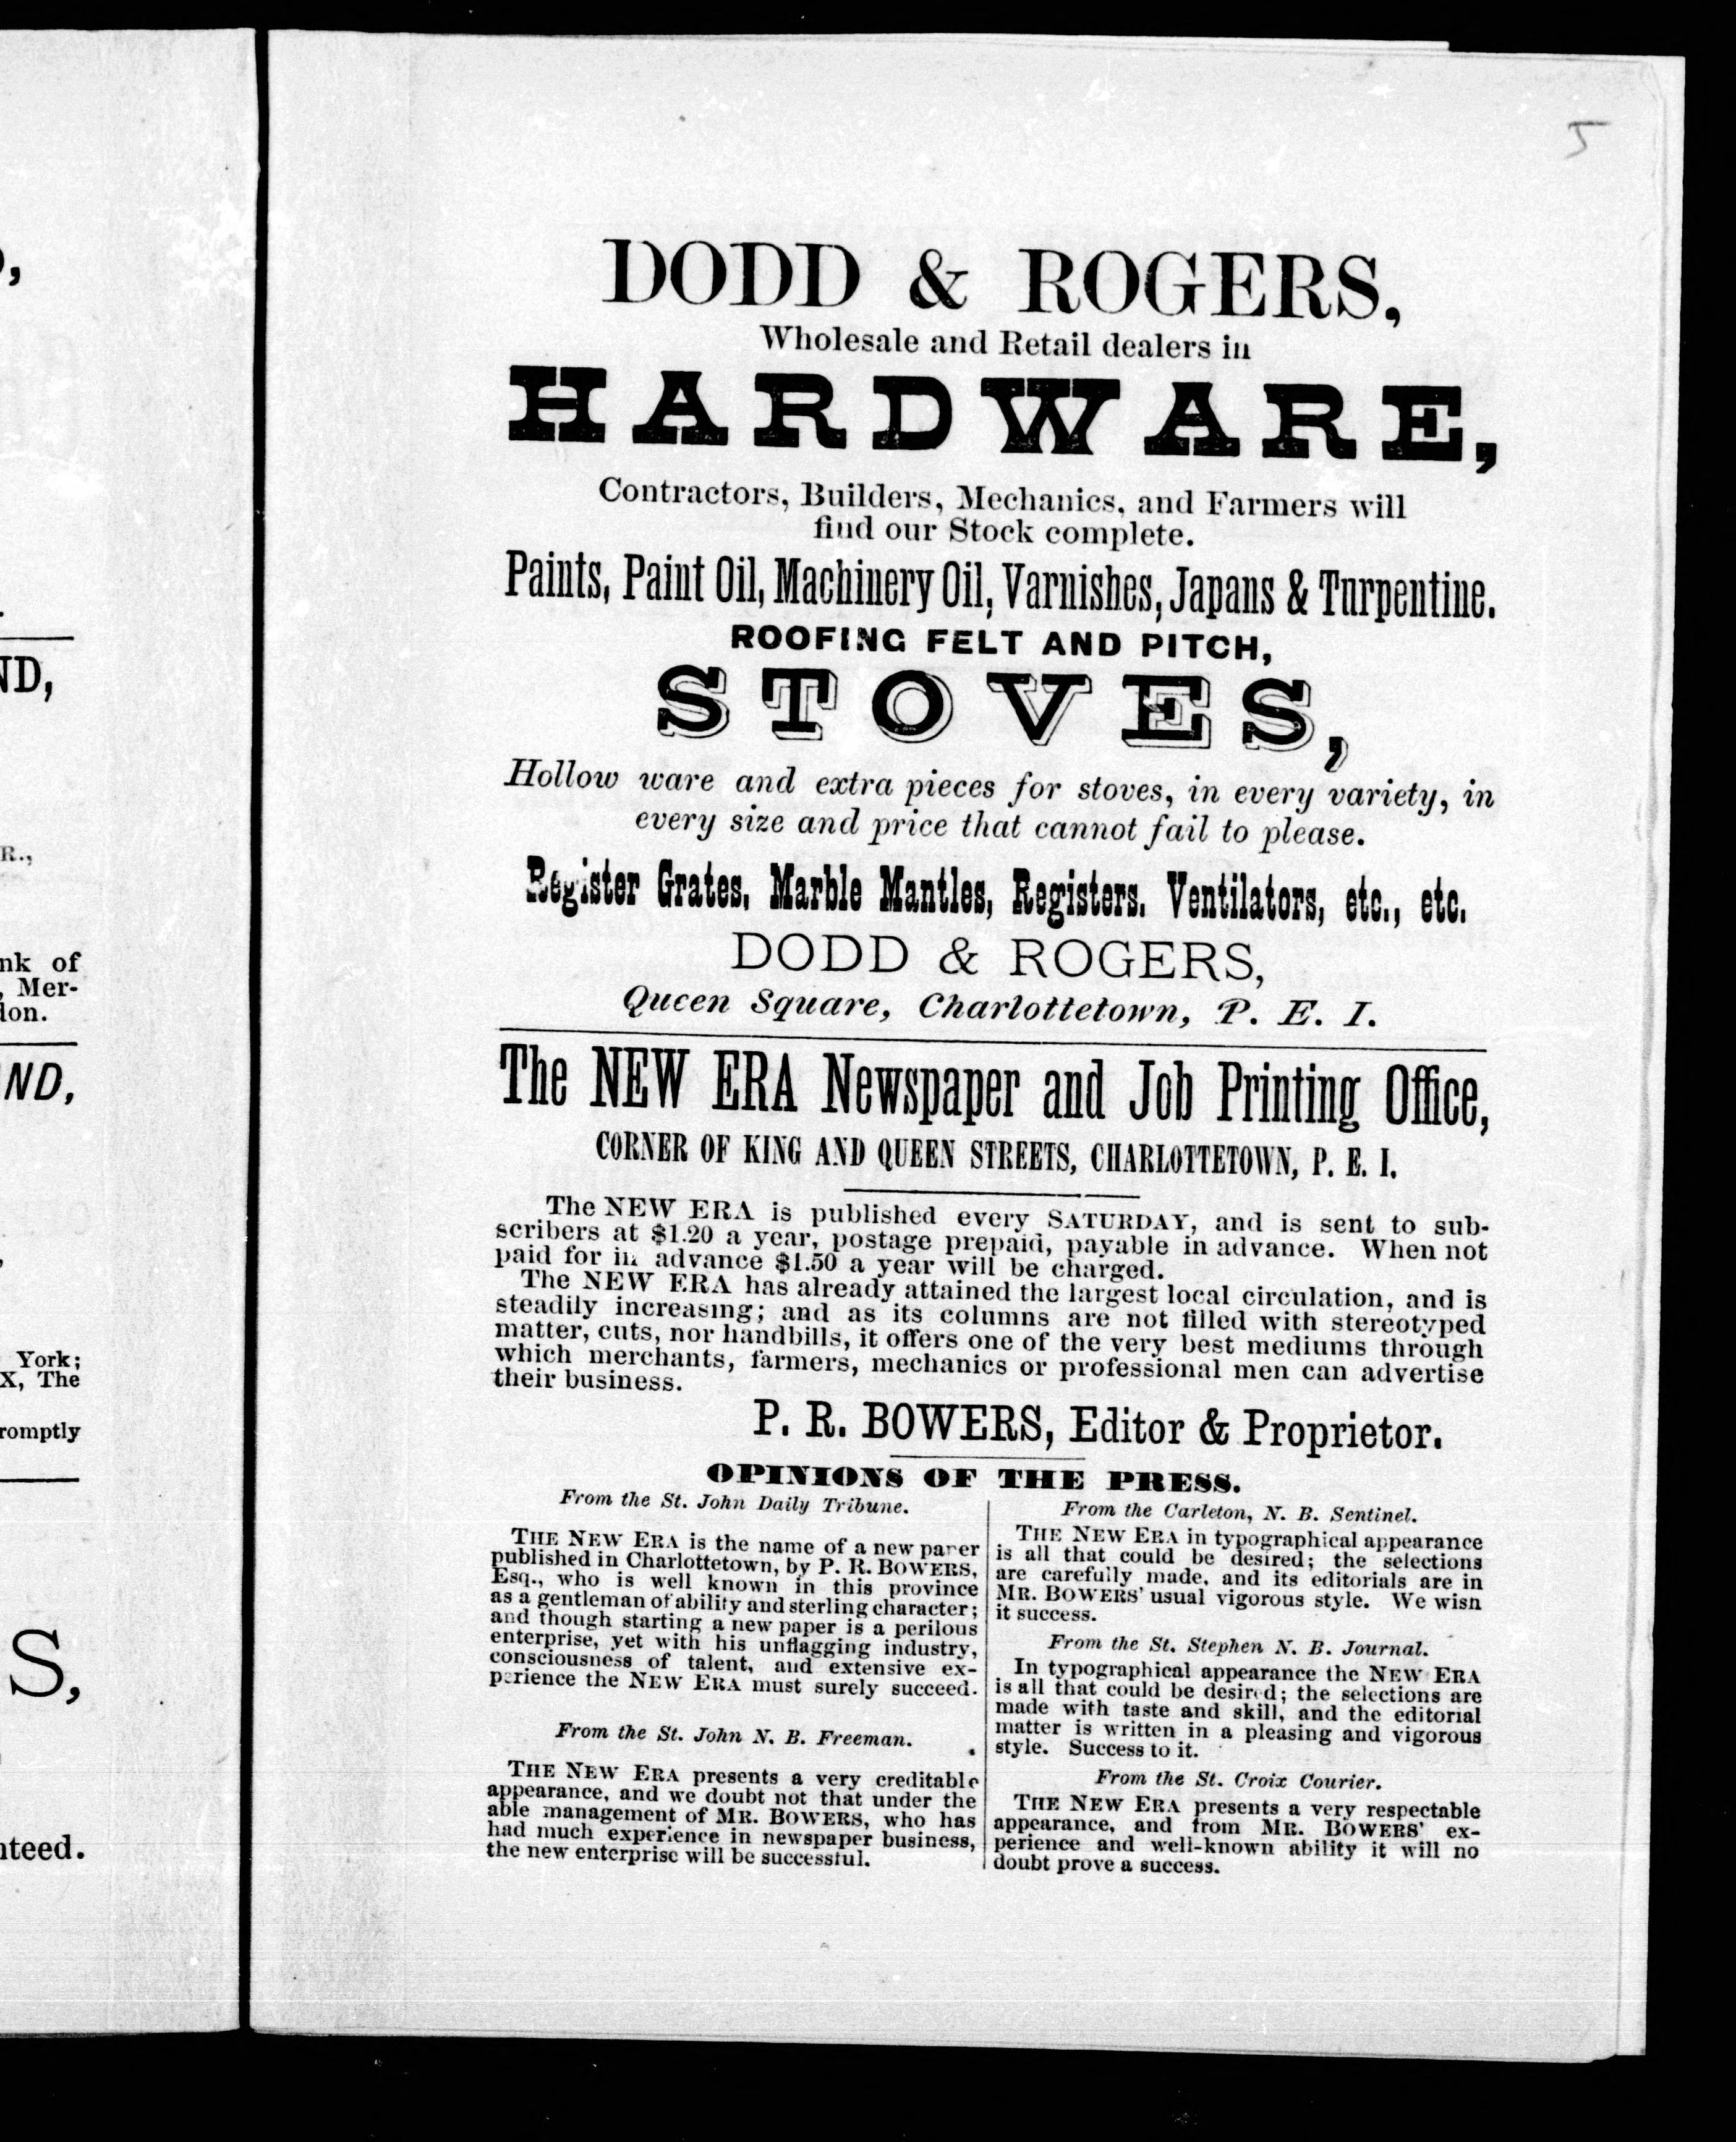 ND,
R.,
nk of
, Mer-
don.
ND,
York;
X, The
romptly
S,
nteed.
5
DODD & ROGERS,
Wholesale and Retail dealers in
HARDWARE,
Contractors, Builders, Mechanics, and Farmers will
find our Stock complete.
Paints, Paint Oil, Machinery Oil, Varnishes, Japans & Turpentine.
ROOFING FELT AND PITCH,
STOVES,
Hollow ware and extra pieces for stoves, in every variety, in
every size and price that cannot fail to please.
Register Grates, Marble Mantles, Registers. Ventilators, etc., etc.
DODD & ROGERS,
Queen Square, Charlottetown, P. E. I.
The NEW ERA Newspaper and Job Printing Office,
CORNER OF KING AND QUEEN STREETS, CHARLOTTETOWN, P. E. I.
The NEW ERA is published every SATURDAY, and is sent to sub-
scribers at $1.20 a year, postage prepaid, payable in advance. When not
paid for in advance $1.50 a year will be charged.
The NEW ERA has already attained the largest local circulation, and is
steadily increasing; and as its columns are not filled with stereotyped
matter, cuts, nor handbills, it offers one of the very best mediums through
which merchants, farmers, mechanics or professional men can advertise
their business.
P. R. BOWERS, Editor & Proprietor.
OPINIONS OF THE PRESS.
From the St. John Daily Tribune.
THE NEW ERA is the name of a new paper
published in Charlottetown, by P. R. BOWERS,
Esq., who is well known in this province
as a gentleman of ability and sterling character;
and though starting a new paper is a perilous
enterprise, yet with his unflagging industry,
consciousness of talent, and extensive ex-
perience the NEW ERA must surely succeed.
From the St. John N. B. Freeman.
THE NEW ERA presents a very creditable
appearance, and we doubt not that under the
able management of MR. BOWERS, who has
had much experience in newspaper business,
the new enterprise will be successful.
From the Carleton, N. B. Sentinel.
THE NEW ERA in typographical appearance
is all that could be desired; the selections
are carefully made, and its editorials are in
MR. BOWERS' usual vigorous style. We wish
it success.
From the St. Stephen N. B. Journal.
In typographical appearance the NEW ERA
is all that could be desired; the selections are
made with taste and skill, and the editorial
matter is written in a pleasing and vigorous
style. Success to it.
From the St. Croix Courier.
THE NEW ERA presents a very respectable
appearance, and from MR. BOWERS' ex-
perience and well-known ability it will no
doubt prove a success.